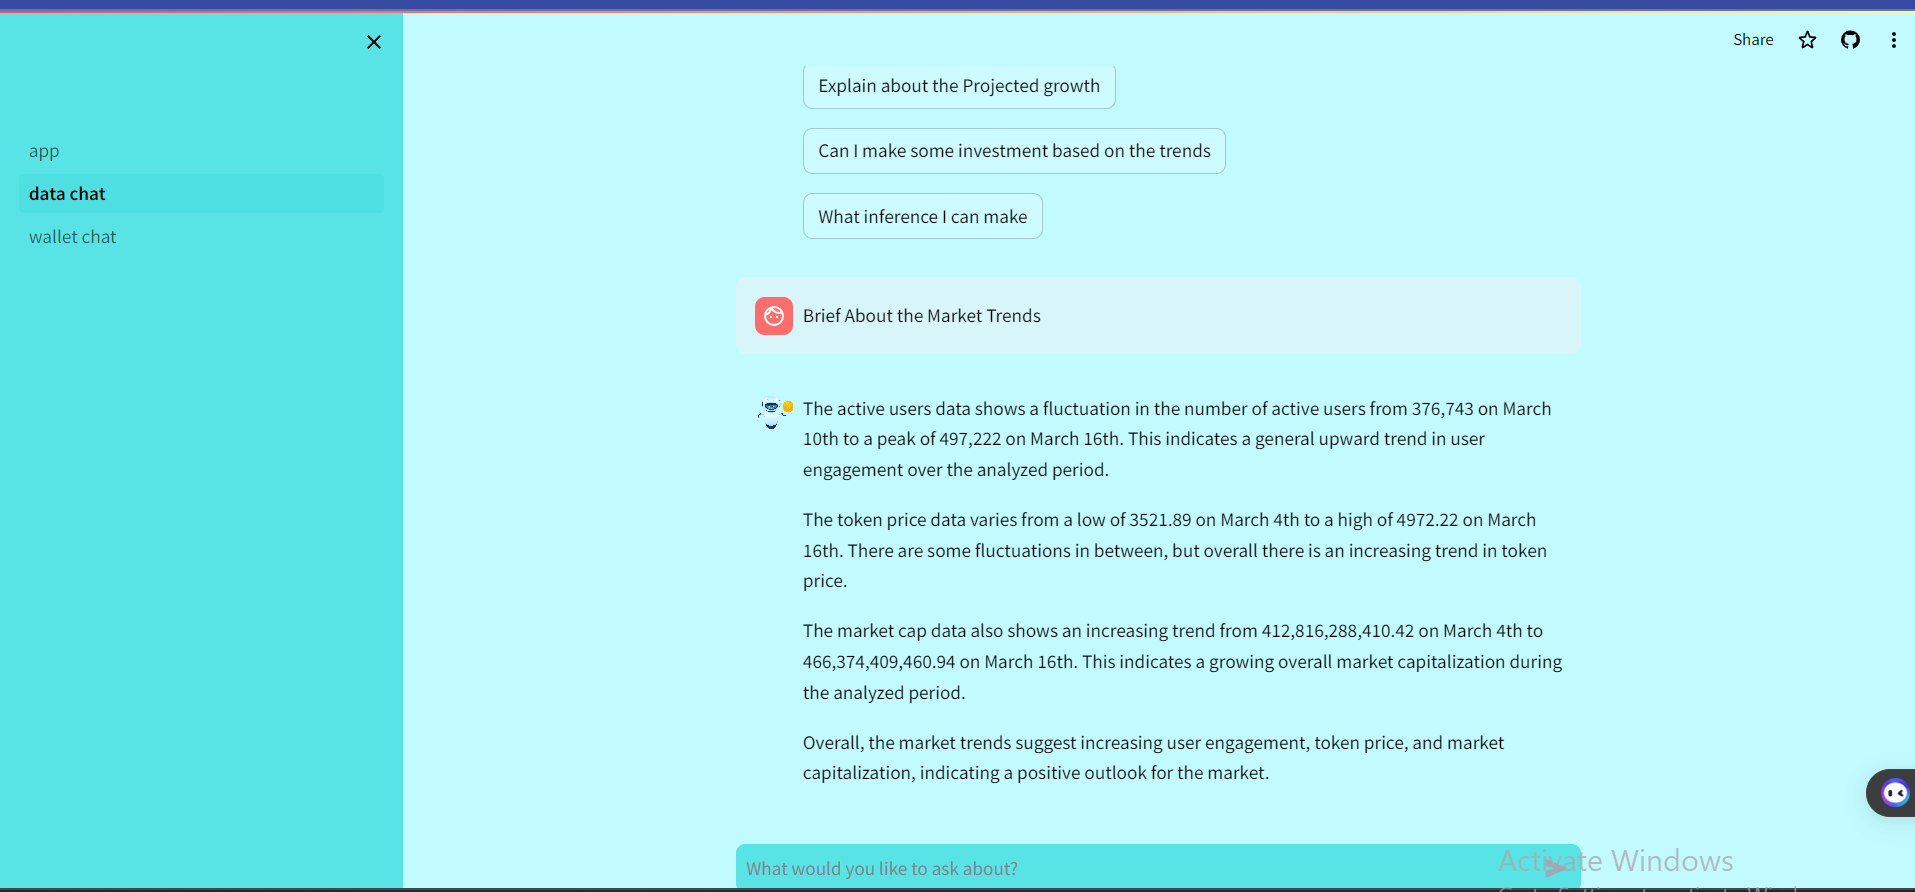 Share
app
data chat
wallet chat
Explain about the Projected growth
Can I make some investment based on the trends
What inference I can make
Brief About the Market Trends
The active users data shows a fluctuation in the number of active users from 376,743 on March
10th to a peak of 497,222 on March 16th. This indicates a general upward trend in user
engagement over the analyzed period.
The token price data varies from a low of 3521.89 on March 4th to a high of 4972.22 on March
16th. There are some fluctuations in between, but overall there is an increasing trend in token
price.
The market cap data also shows an increasing trend from 412,816,288,410.42 on March 4th to
466,374,409,460.94 on March 16th. This indicates a growing overall market capitalization during
the analyzed period.
Overall, the market trends suggest increasing user engagement, token price, and market
capitalization, indicating a positive outlook for the market.
What would you like to ask about?
Activate Windows